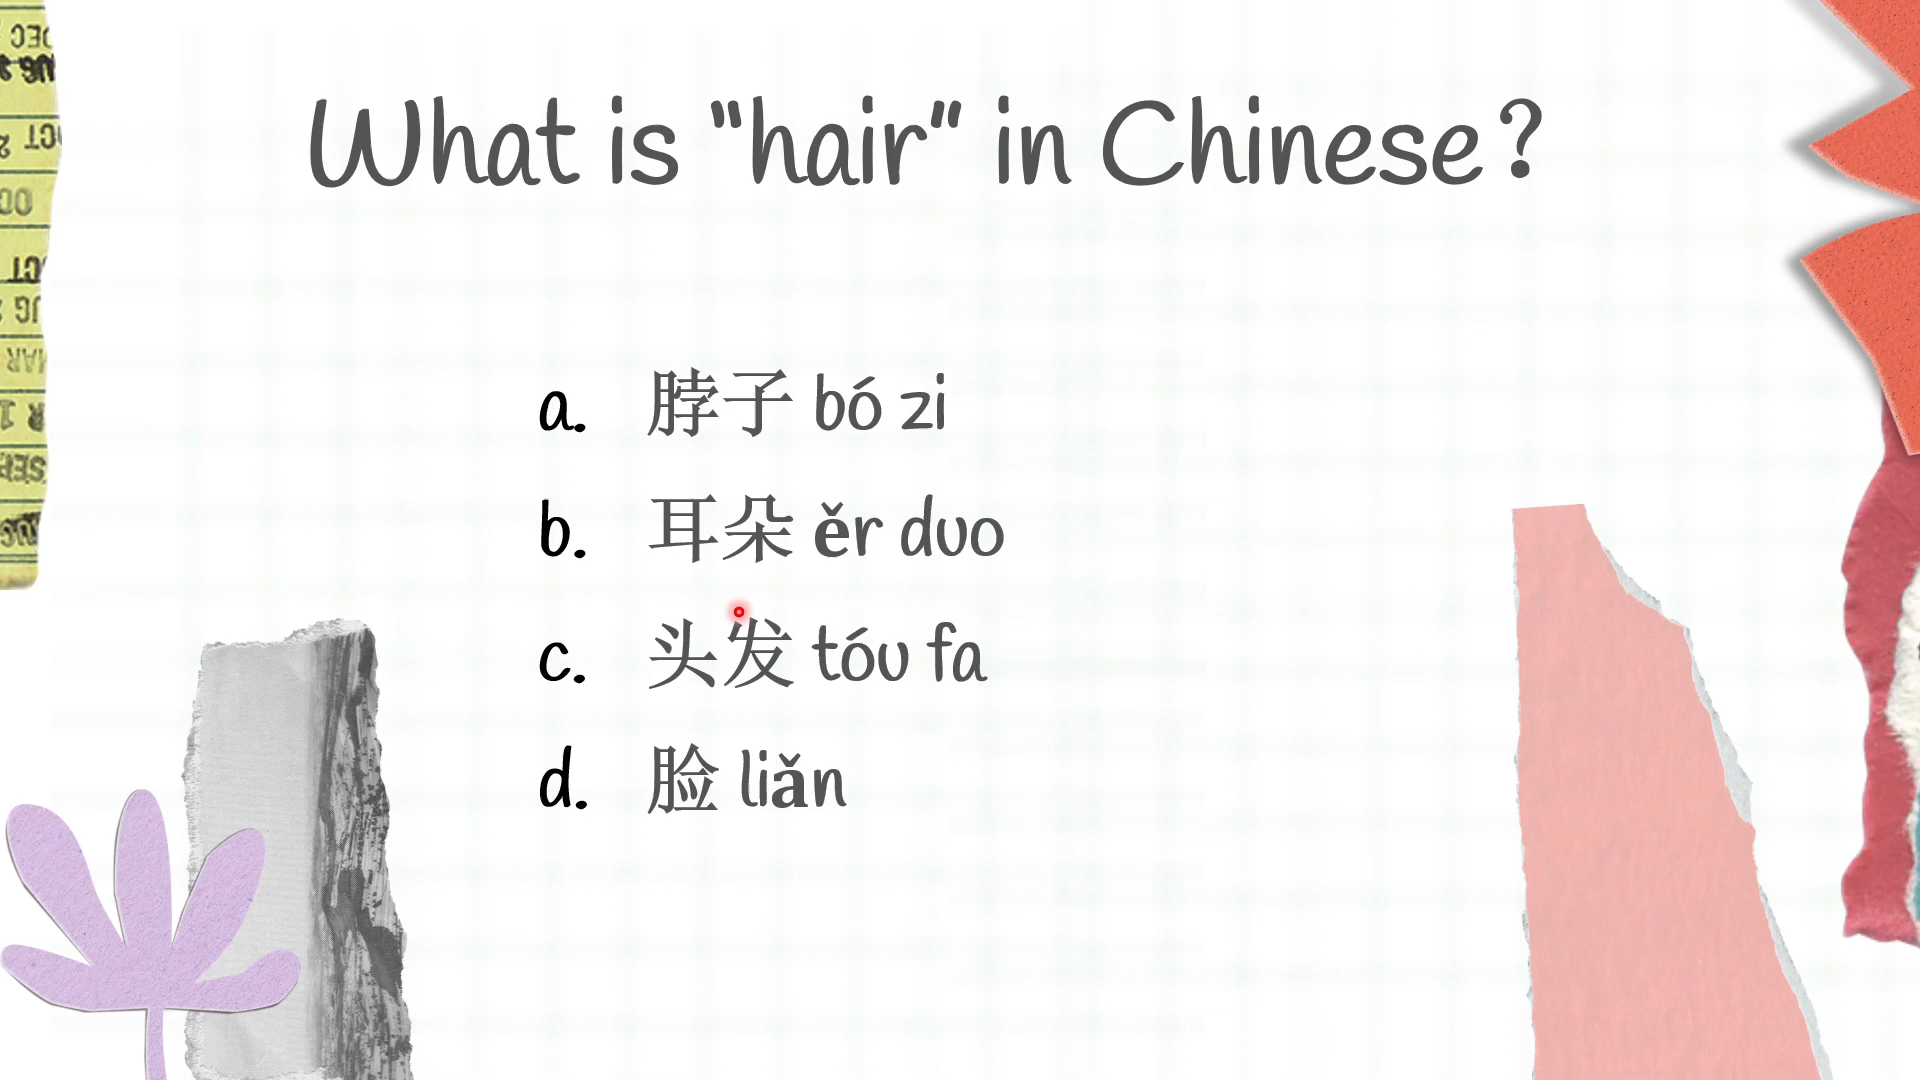 What is "hair" in Chinese?
a. 脖子 bó zi
b. 耳朵 ěr duo
c. 头发 tóu fa
d. 脸 liǎn